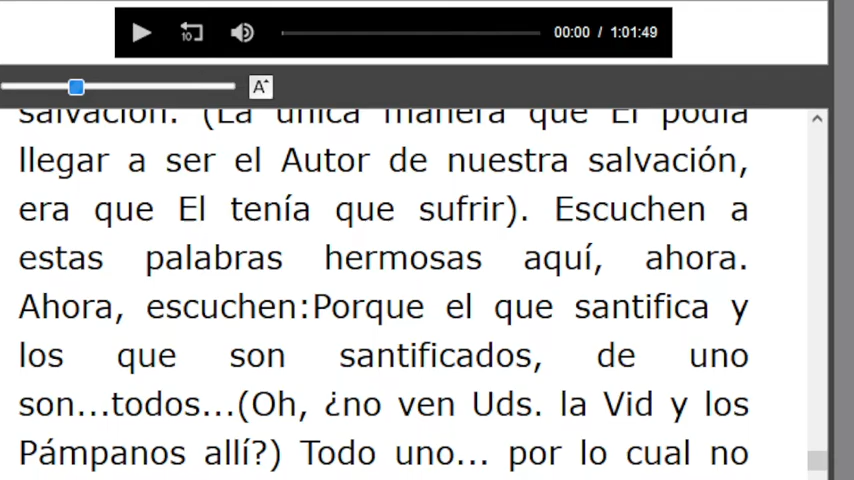 10
00:00 / 1:01:49
A
salvación. (La única manera que El podía
llegar a ser el Autor de nuestra salvación,
era que El tenía que sufrir). Escuchen a
estas palabras hermosas aquí, ahora.
Ahora, escuchen:Porque el que santifica y
los que son santificados, de uno
son...todos...(Oh, ¿no ven Uds. la Vid y los
Pámpanos allí?) Todo uno... por lo cual no